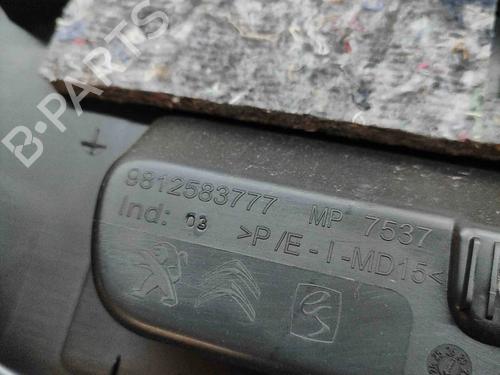 B-PARTS
9812583777 MP 7537
Ind: 03 >P/E-I-MD15<